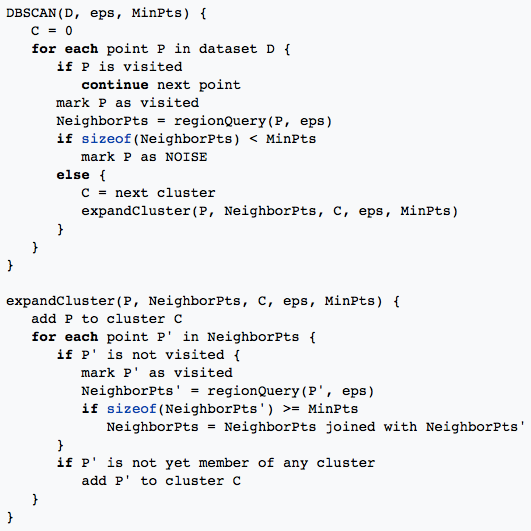 DBSCAN(D, eps, MinPts) {
   C = 0
   for each point P in dataset D {
      if P is visited
         continue next point
      mark P as visited
      NeighborPts = regionQuery(P, eps)
      if sizeof(NeighborPts) < MinPts
         mark P as NOISE
      else {
         C = next cluster
         expandCluster(P, NeighborPts, C, eps, MinPts)
      }
   }
}

expandCluster(P, NeighborPts, C, eps, MinPts) {
   add P to cluster C
   for each point P' in NeighborPts {
      if P' is not visited {
         mark P' as visited
         NeighborPts' = regionQuery(P', eps)
         if sizeof(NeighborPts') >= MinPts
            NeighborPts = NeighborPts joined with NeighborPts'
      }
      if P' is not yet member of any cluster
         add P' to cluster C
   }
}